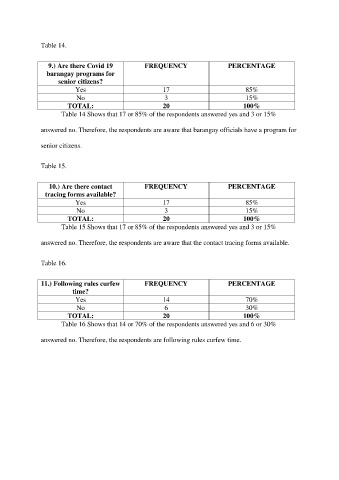 Table 14.
9.) Are there Covid 19 FREQUENCY PERCENTAGE
barangay programs for
senior citizens?
Yes 17 85%
No 3 15%
TOTAL: 20 100%
Table 14 Shows that 17 or 85% of the respondents answered yes and 3 or 15%
answered no. Therefore, the respondents are aware that baranguy officials have a program for
senior citizens.
Table 15.
10.) Are there contact FREQUENCY PERCENTAGE
tracing forms available?
Yes 17 85%
No 3 15%
TOTAL: 20 100%
Table 15 Shows that 17 or 85% of the respondents answered yes and 3 or 15%
answered no. Therefore, the respondents are aware that the contact tracing forms available.
Table 16.
11.) Following rules curfew FREQUENCY PERCENTAGE
time?
Yes 14 70%
No 6 30%
TOTAL: 20 100%
Table 16 Shows that 14 or 70% of the respondents answered yes and 6 or 30%
answered no. Therefore, the respondents are following rules curfew time.